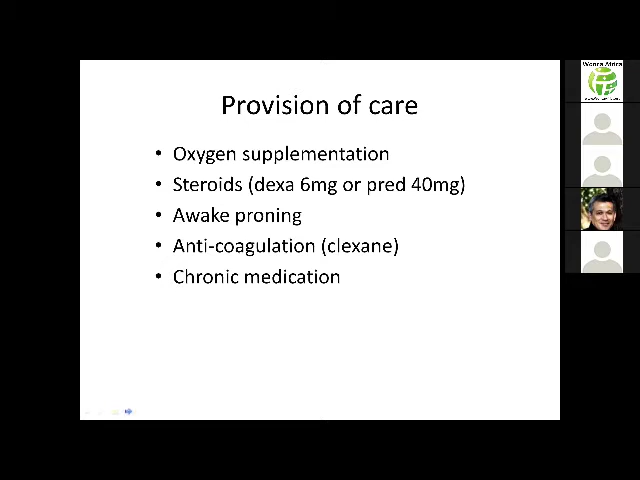 Provision of care
• Oxygen supplementation
• Steroids (dexa 6mg or pred 40mg)
• Awake proning
• Anti-coagulation (clexane)
• Chronic medication